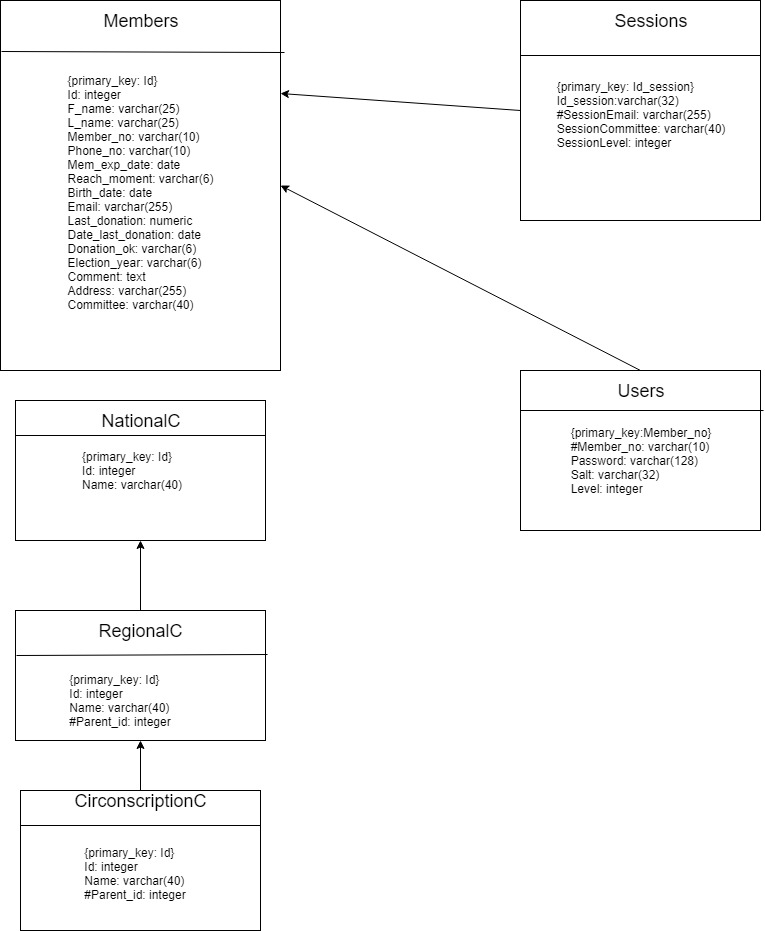 Members
{primary_key: Id}
Id: integer
F_name: varchar(25)
L_name: varchar(25)
Member_no: varchar(10)
Phone_no: varchar(10)
Mem_exp_date: date
Reach_moment: varchar(6)
Birth_date: date
Email: varchar(255)
Last_donation: numeric
Date_last_donation: date
Donation_ok: varchar(6)
Election_year: varchar(6)
Comment: text
Address: varchar(255)
Committee: varchar(40)
Sessions
{primary_key: Id_session}
Id_session:varchar(32)
#SessionEmail: varchar(255)
SessionCommittee: varchar(40)
SessionLevel: integer
Users
{primary_key:Member_no}
#Member_no: varchar(10)
Password: varchar(128)
Salt: varchar(32)
Level: integer
NationalC
{primary_key: Id}
Id: integer
Name: varchar(40)
RegionalC
{primary_key: Id}
Id: integer
Name: varchar(40)
#Parent_id: integer
CirconscriptionC
{primary_key: Id}
Id: integer
Name: varchar(40)
#Parent_id: integer